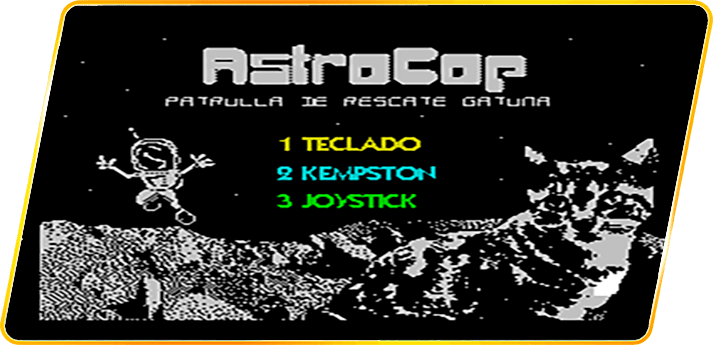 AstroCop
PATRULLA DE RESCATE GATUNA
1 TECLADO
2 KEMPSTON
3 JOYSTICK